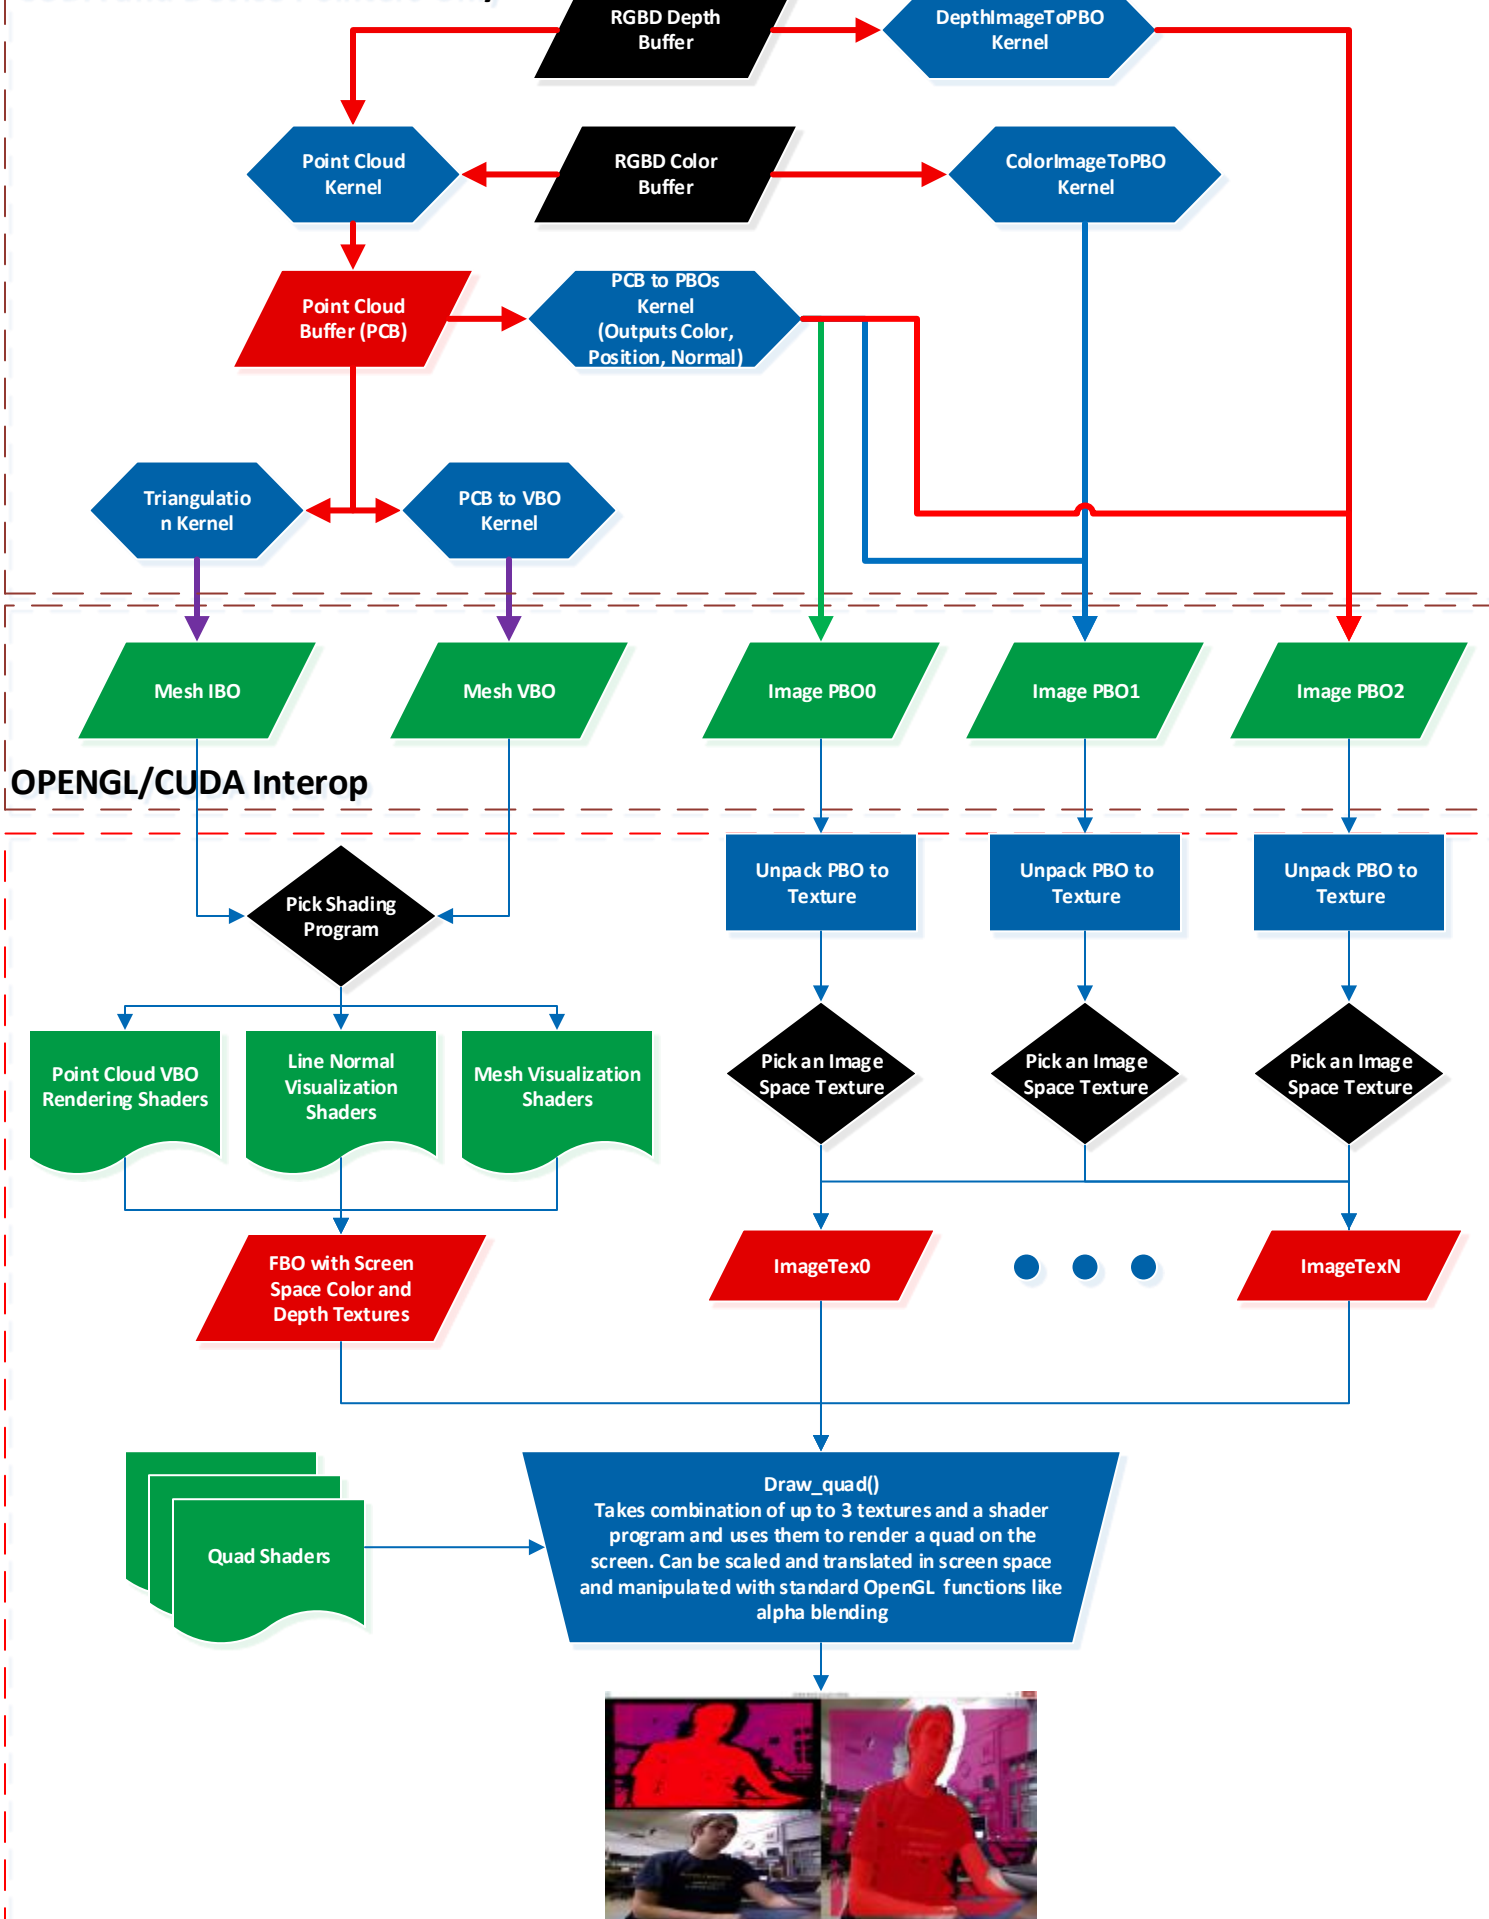 RGBD Depth
Buffer
DepthImageToPBO
Kernel
Point Cloud
Kernel
RGBD Color
Buffer
ColorImageToPBO
Kernel
Point Cloud
Buffer (PCB)
PCB to PBOs
Kernel
(Outputs Color,
Position, Normal)
Triangulatio
n Kernel
PCB to VBO
Kernel
Mesh IBO
Mesh VBO
Image PBO0
Image PBO1
Image PBO2
OPENGL/CUDA Interop
Pick Shading
Program
Unpack PBO to
Texture
Unpack PBO to
Texture
Unpack PBO to
Texture
Point Cloud VBO
Rendering Shaders
Line Normal
Visualization
Shaders
Mesh Visualization
Shaders
Pick an Image
Space Texture
Pick an Image
Space Texture
Pick an Image
Space Texture
FBO with Screen
Space Color and
Depth Textures
ImageTex0
ImageTexN
Quad Shaders
Draw_quad()
Takes combination of up to 3 textures and a shader
program and uses them to render a quad on the
screen. Can be scaled and translated in screen space
and manipulated with standard OpenGL functions like
alpha blending